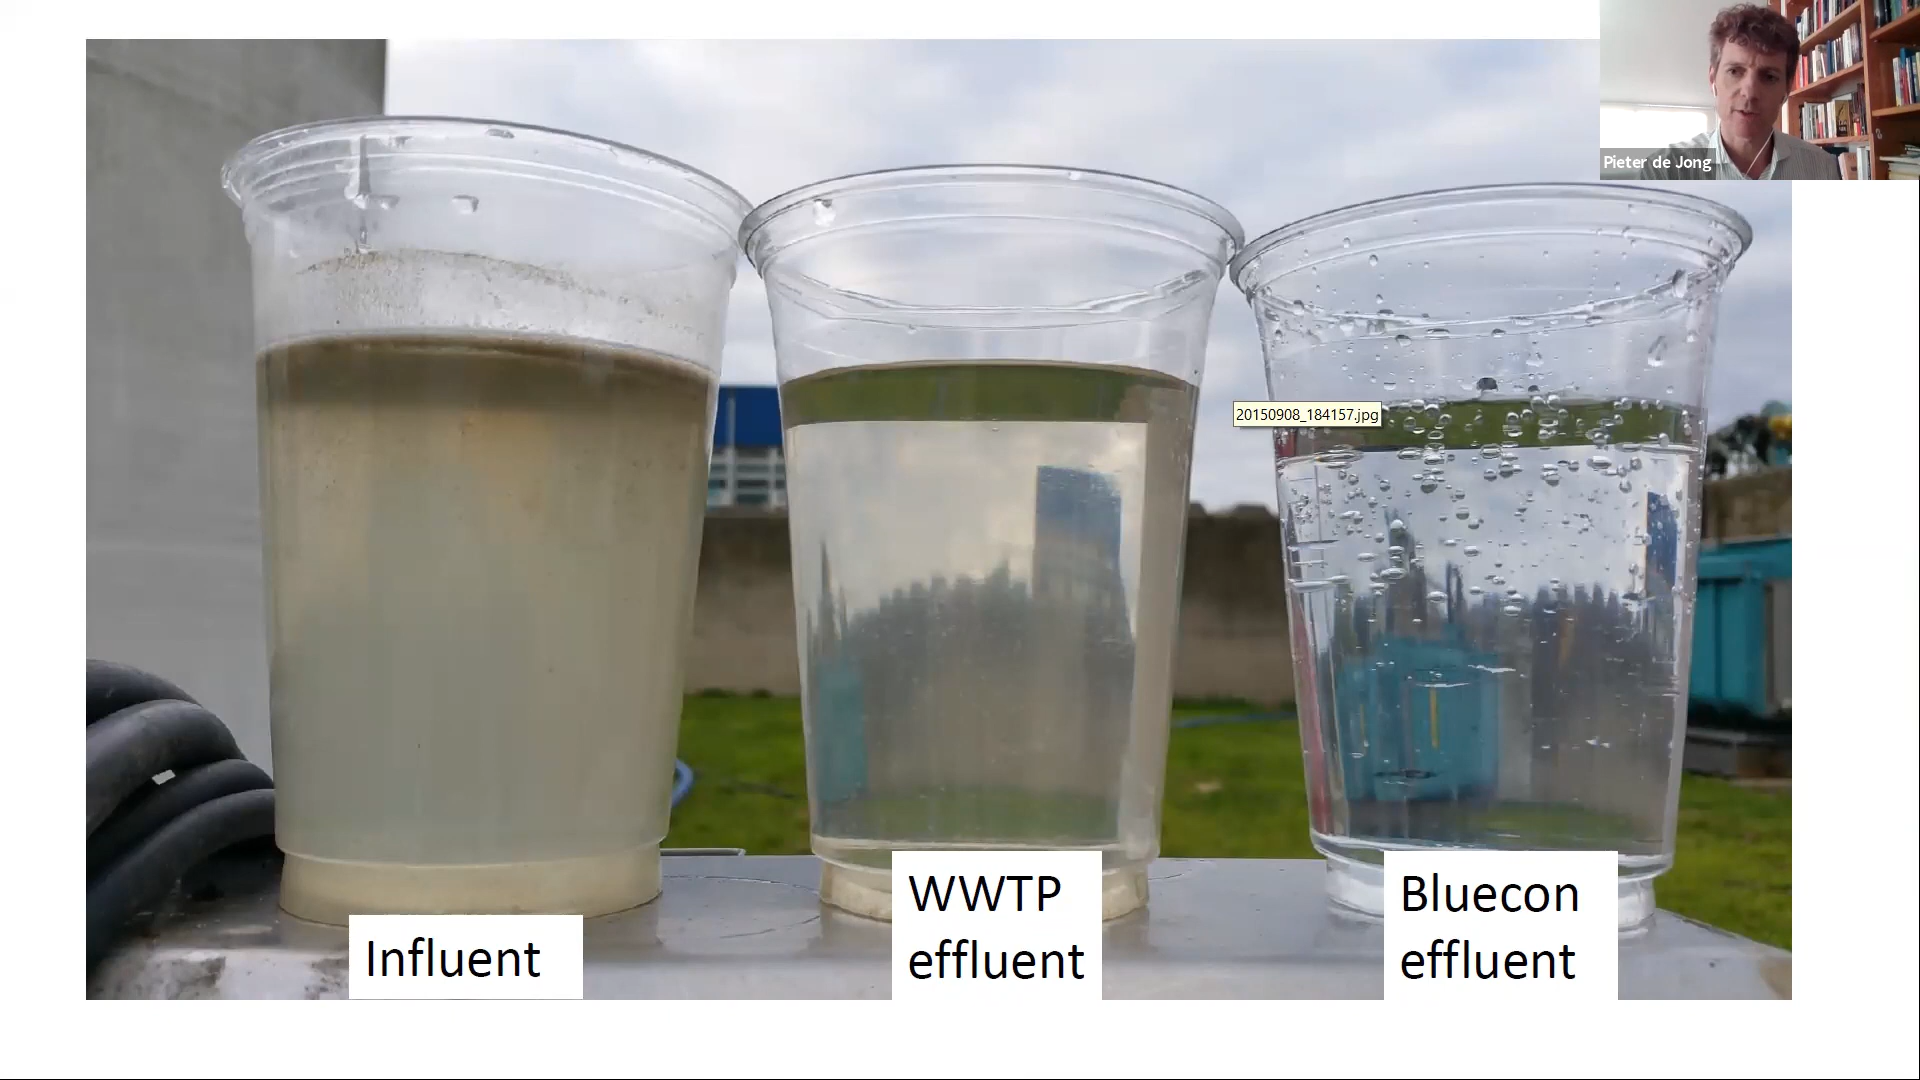 Pieter de Jong
20150908_184157.jpg
Influent
WWTP
effluent
Bluecon
effluent